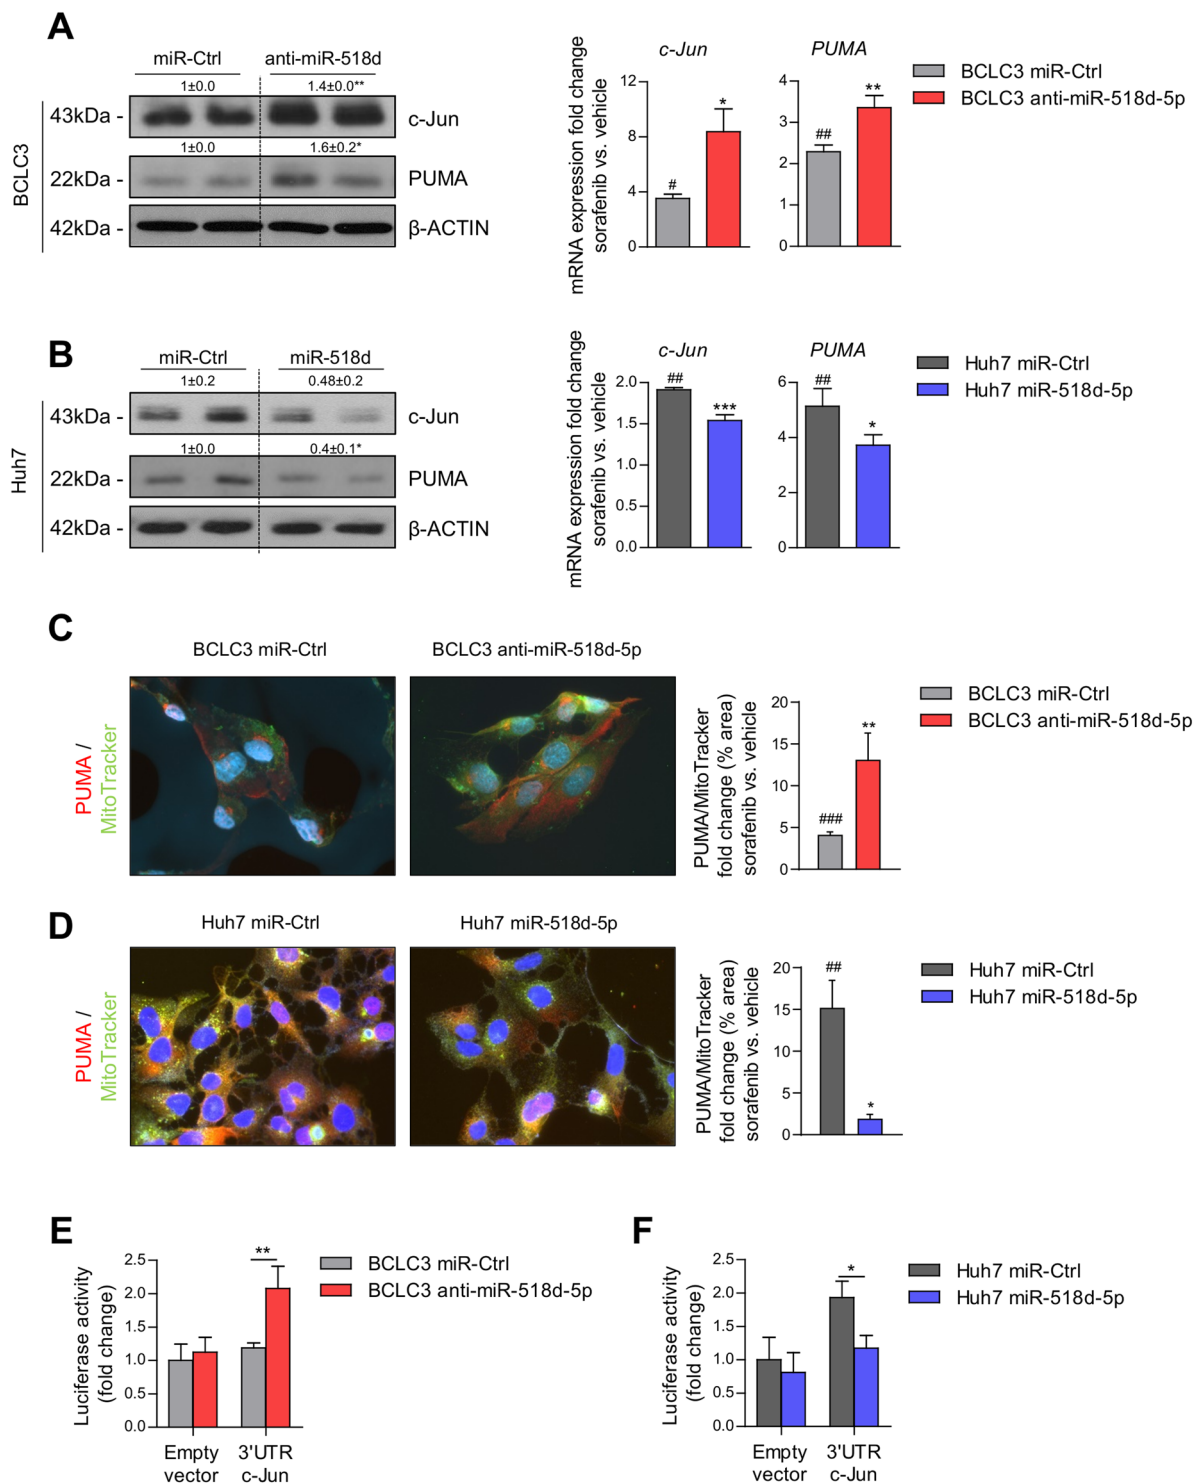 A
miR-Ctrl anti-miR-518d
1±0.0 1.4±0.0**
43kDa - c-Jun
1±0.0 1.6±0.2*
22kDa - PUMA
42kDa - β-ACTIN
BCLC3
mRNA expression fold change
sorafenib vs. vehicle
c-Jun
12
8
4
0
#
*
PUMA
4
3
2
1
0
##
**
BCLC3 miR-Ctrl
BCLC3 anti-miR-518d-5p
B
miR-Ctrl miR-518d
1±0.2 0.48±0.2
43kDa - c-Jun
1±0.0 0.4±0.1*
22kDa - PUMA
42kDa - β-ACTIN
Huh7
mRNA expression fold change
sorafenib vs. vehicle
c-Jun
2.0
1.5
1.0
0.5
0.0
##
***
PUMA
6
4
2
0
##
*
Huh7 miR-Ctrl
Huh7 miR-518d-5p
C
BCLC3 miR-Ctrl BCLC3 anti-miR-518d-5p
PUMA /
MitoTracker
PUMA/MitoTracker
fold change (% area)
sorafenib vs. vehicle
20
15
10
5
0
###
**
BCLC3 miR-Ctrl
BCLC3 anti-miR-518d-5p
D
Huh7 miR-Ctrl Huh7 miR-518d-5p
PUMA /
MitoTracker
PUMA/MitoTracker
fold change (% area)
sorafenib vs. vehicle
20
15
10
5
0
##
*
Huh7 miR-Ctrl
Huh7 miR-518d-5p
E
Luciferase activity
(fold change)
2.5
2.0
1.5
1.0
0.5
0.0
**
Empty
vector
3'UTR
c-Jun
BCLC3 miR-Ctrl
BCLC3 anti-miR-518d-5p
F
Luciferase activity
(fold change)
2.5
2.0
1.5
1.0
0.5
0.0
*
Empty
vector
3'UTR
c-Jun
Huh7 miR-Ctrl
Huh7 miR-518d-5p